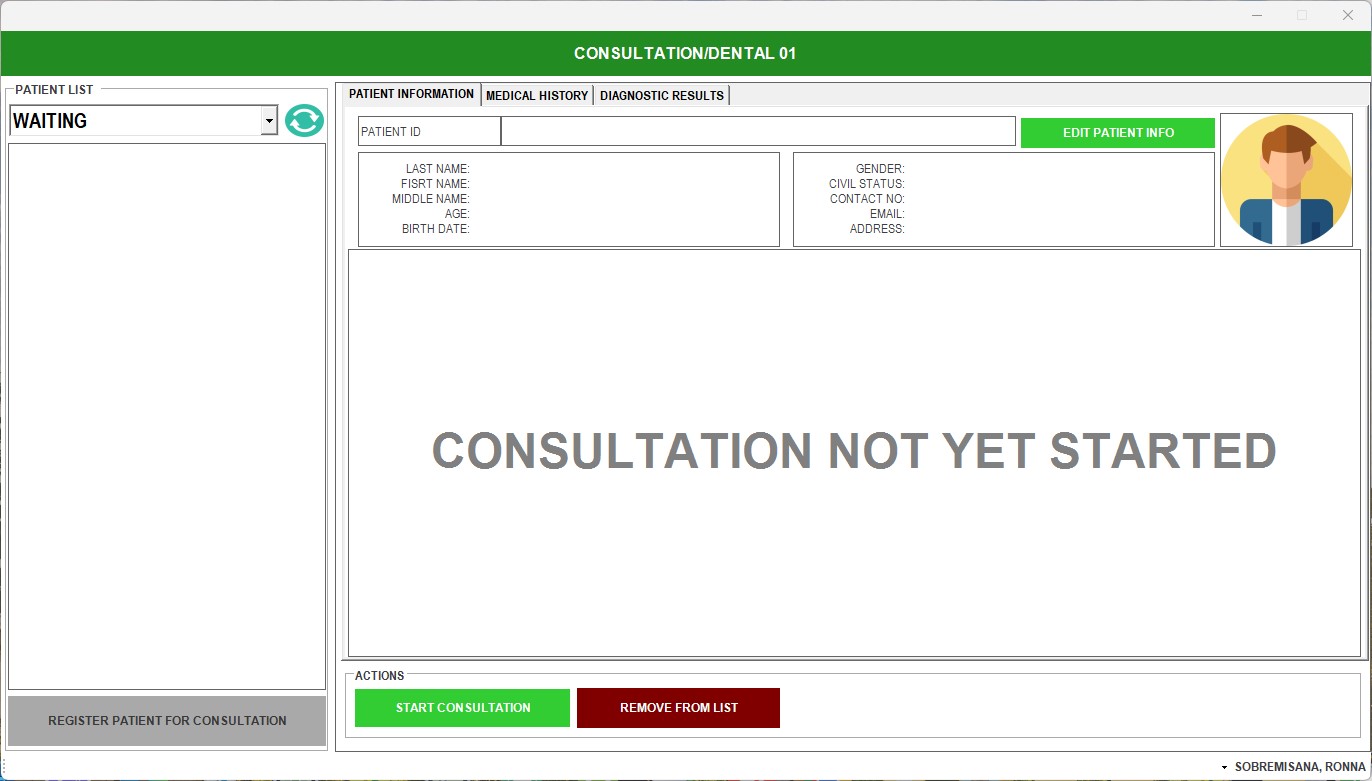 CONSULTATION/DENTAL 01
PATIENT LIST
WAITING
REGISTER PATIENT FOR CONSULTATION
PATIENT INFORMATION
MEDICAL HISTORY
DIAGNOSTIC RESULTS
PATIENT ID
EDIT PATIENT INFO
LAST NAME:
FISRT NAME:
MIDDLE NAME:
AGE:
BIRTH DATE:
GENDER:
CIVIL STATUS:
CONTACT NO:
EMAIL:
ADDRESS:
CONSULTATION NOT YET STARTED
ACTIONS
START CONSULTATION
REMOVE FROM LIST
SOBREMISANA, RONNA